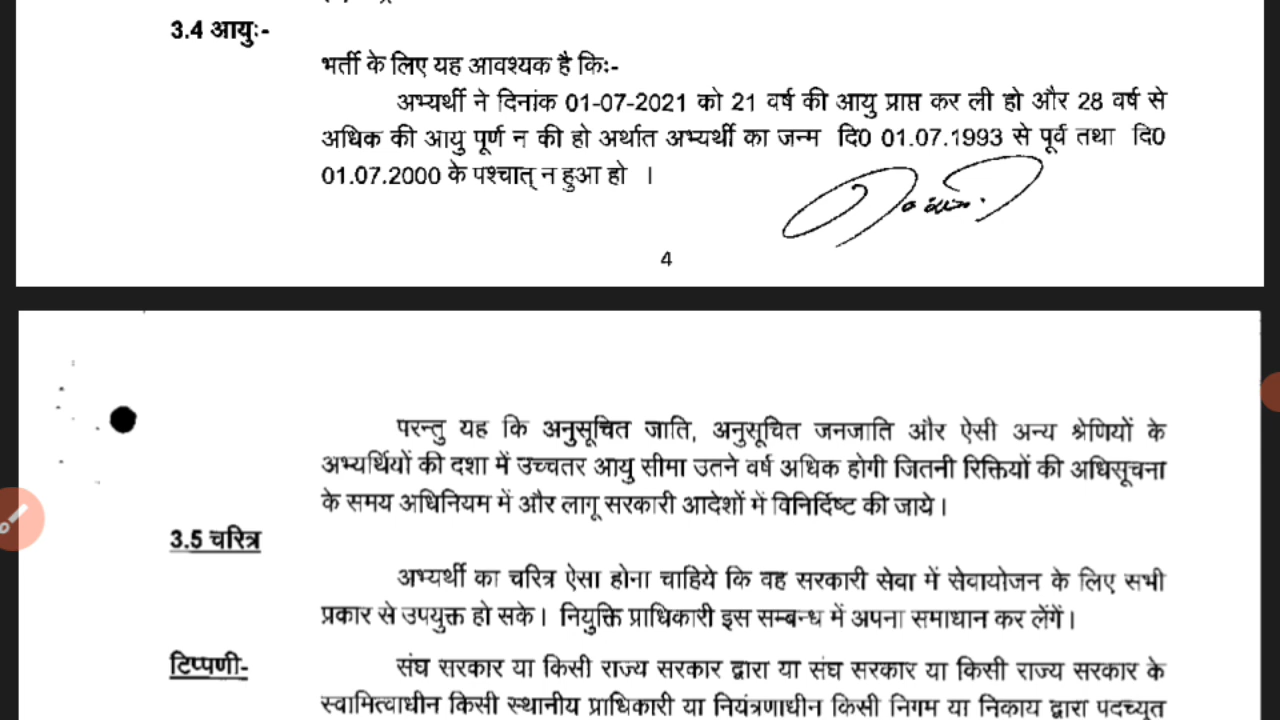 3.4 आयुः-
भर्ती के लिए यह आवश्यक है किः-
अभ्यर्थी ने दिनांक 01-07-2021 को 21 वर्ष की आयु प्राप्त कर ली हो और 28 वर्ष से
अधिक की आयु पूर्ण न की हो अर्थात अभ्यर्थी का जन्म दि0 01.07.1993 से पूर्व तथा दि0
01.07.2000 के पश्चात् न हुआ हो ।
4
परन्तु यह कि अनुसूचित जाति, अनुसूचित जनजाति और ऐसी अन्य श्रेणियों के
अभ्यर्थियों की दशा में उच्चतर आयु सीमा उतने वर्ष अधिक होगी जितनी रिक्तियों की अधिसूचना
के समय अधिनियम में और लागू सरकारी आदेशों में विनिर्दिष्ट की जाये।
3.5 चरित्र
अभ्यर्थी का चरित्र ऐसा होना चाहिये कि वह सरकारी सेवा में सेवायोजन के लिए सभी
प्रकार से उपयुक्त हो सके। नियुक्ति प्राधिकारी इस सम्बन्ध में अपना समाधान कर लेंगें।
टिप्पणी- संघ सरकार या किसी राज्य सरकार द्वारा या संघ सरकार या किसी राज्य सरकार के
स्वामित्वाधीन किसी स्थानीय प्राधिकारी या नियंत्रणाधीन किसी निगम या निकाय द्वारा पदच्युत